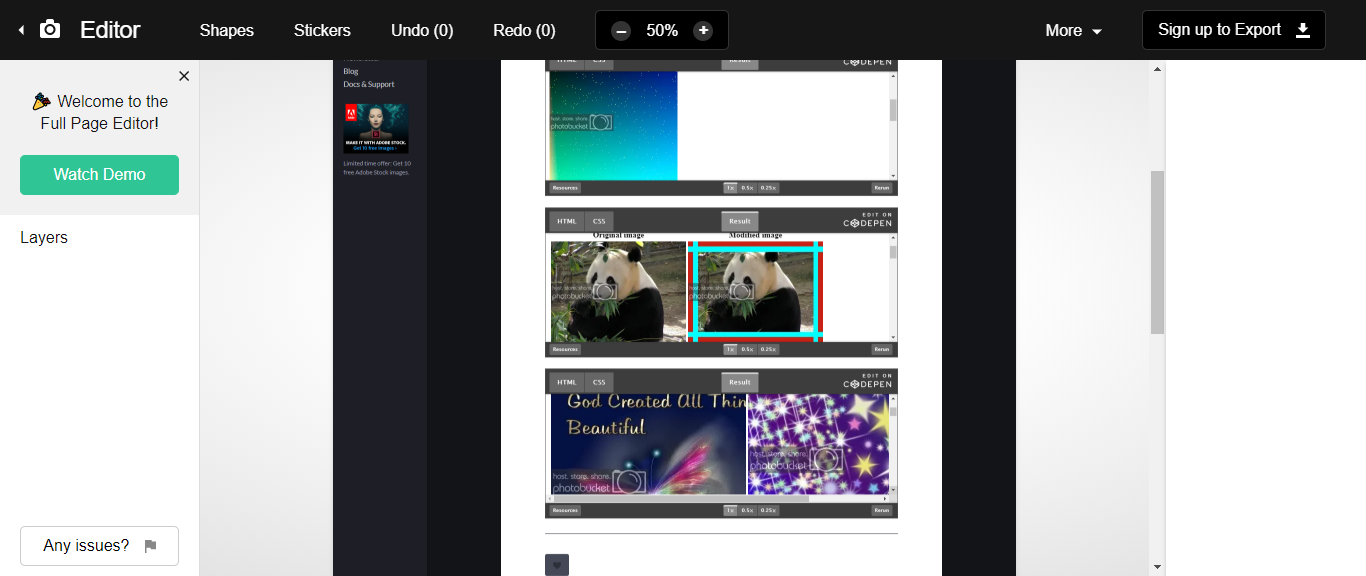 Editor
Shapes
Stickers
Undo (0)
Redo (0)
50%
More
Sign up to Export
Welcome to the
Full Page Editor!
Watch Demo
Layers
Any issues?
Blog
Docs & Support
MAKE IT WITH ADOBE STOCK.
Get 10 free images ›
Limited time offer: Get 10
free Adobe Stock images.
HTML CSS Result CODEPEN
host. store. share.
photobucket
Resources 1x 0.5x 0.25x Rerun
HTML CSS Result EDIT ON
CODEPEN
Original image Modified image
host. store. share.
photobucket
host. store. share.
photobucket
Resources 1x 0.5x 0.25x Rerun
HTML CSS Result EDIT ON
CODEPEN
God Created All Thin
Beautiful
host. store. share.
photobucket
host. store. share.
photobucket
Resources 1x 0.5x 0.25x Rerun